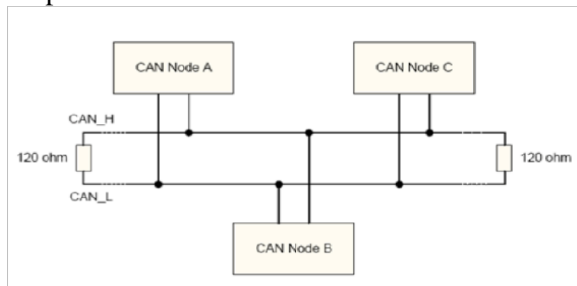 CAN Node A
CAN Node C
CAN_H
120 ohm
120 ohm
CAN_L
CAN Node B